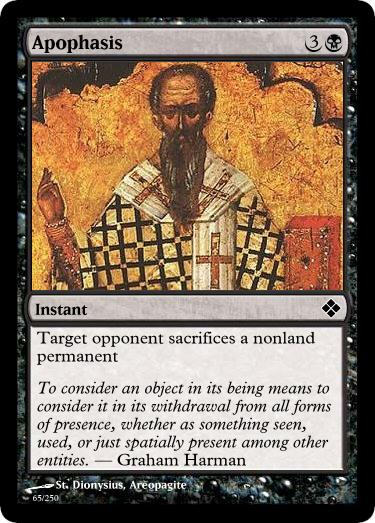 Apophasis 3
Instant
Target opponent sacrifices a nonland
permanent
To consider an object in its being means to
consider it in its withdrawal from all forms
of presence, whether as something seen,
used, or just spatially present among other
entities. — Graham Harman
St. Dionysius, Areopagite
65/250